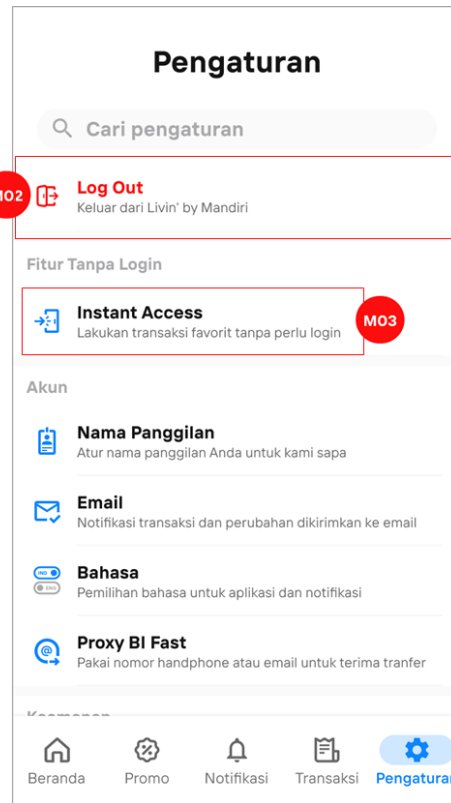 Pengaturan
Cari pengaturan
M02
Log Out
Keluar dari Livin' by Mandiri
Fitur Tanpa Login
Instant Access
Lakukan transaksi favorit tanpa perlu login
M03
Akun
Nama Panggilan
Atur nama panggilan Anda untuk kami sapa
Email
Notifikasi transaksi dan perubahan dikirimkan ke email
IND
ENG
Bahasa
Pemilihan bahasa untuk aplikasi dan notifikasi
Proxy BI Fast
Pakai nomor handphone atau email untuk terima tranfer
Beranda Promo Notifikasi Transaksi Pengaturan